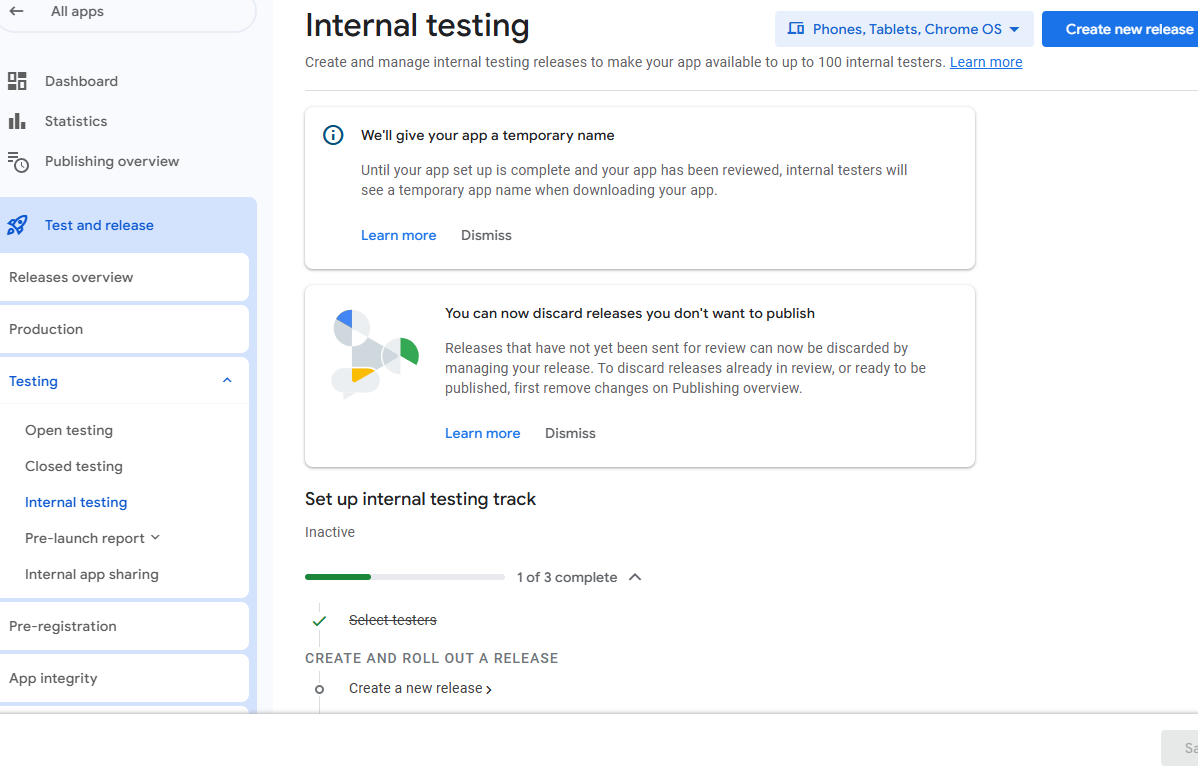 All apps
Dashboard
Statistics
Publishing overview
Test and release
Releases overview
Production
Testing
Open testing
Closed testing
Internal testing
Pre-launch report
Internal app sharing
Pre-registration
App integrity
Internal testing
Phones, Tablets, Chrome OS
Create new release
Create and manage internal testing releases to make your app available to up to 100 internal testers. Learn more
We'll give your app a temporary name
Until your app set up is complete and your app has been reviewed, internal testers will
see a temporary app name when downloading your app.
Learn more Dismiss
You can now discard releases you don't want to publish
Releases that have not yet been sent for review can now be discarded by
managing your release. To discard releases already in review, or ready to be
published, first remove changes on Publishing overview.
Learn more Dismiss
Set up internal testing track
Inactive
1 of 3 complete
Select testers
CREATE AND ROLL OUT A RELEASE
Create a new release